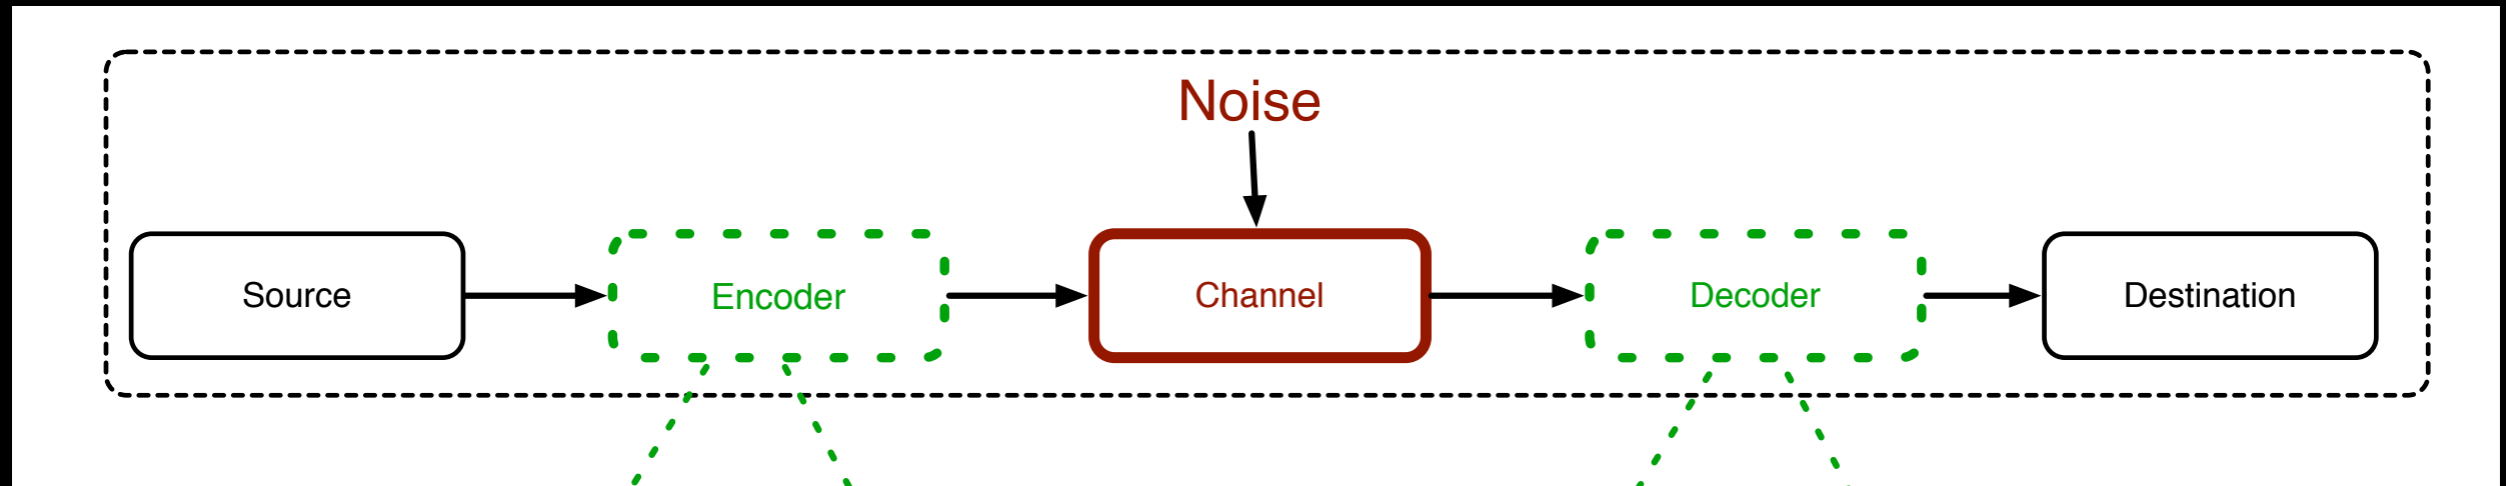 Noise
Source
Encoder
Channel
Decoder
Destination